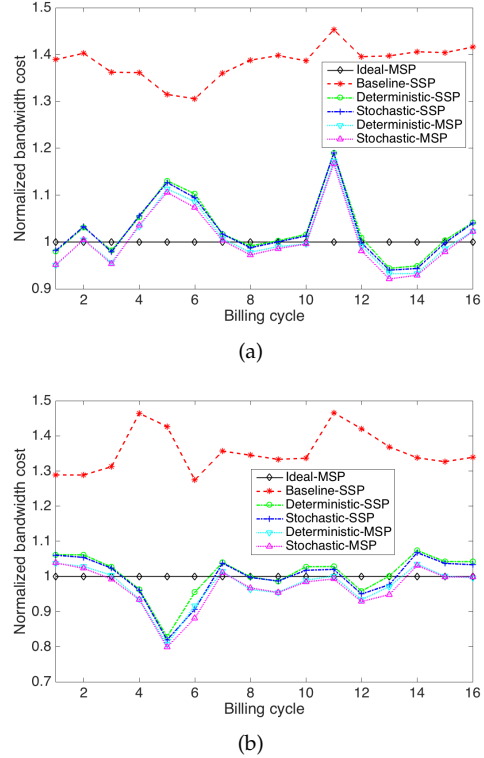 1.5
1.4
1.3
1.2
1.1
1
0.9
Normalized bandwidth cost
Ideal-MSP
Baseline-SSP
Deterministic-SSP
Stochastic-SSP
Deterministic-MSP
Stochastic-MSP
2 4 6 8 10 12 14 16
Billing cycle
(a)
1.5
1.4
1.3
1.2
1.1
1
0.9
0.8
0.7
Normalized bandwidth cost
Ideal-MSP
Baseline-SSP
Deterministic-SSP
Stochastic-SSP
Deterministic-MSP
Stochastic-MSP
2 4 6 8 10 12 14 16
Billing cycle
(b)